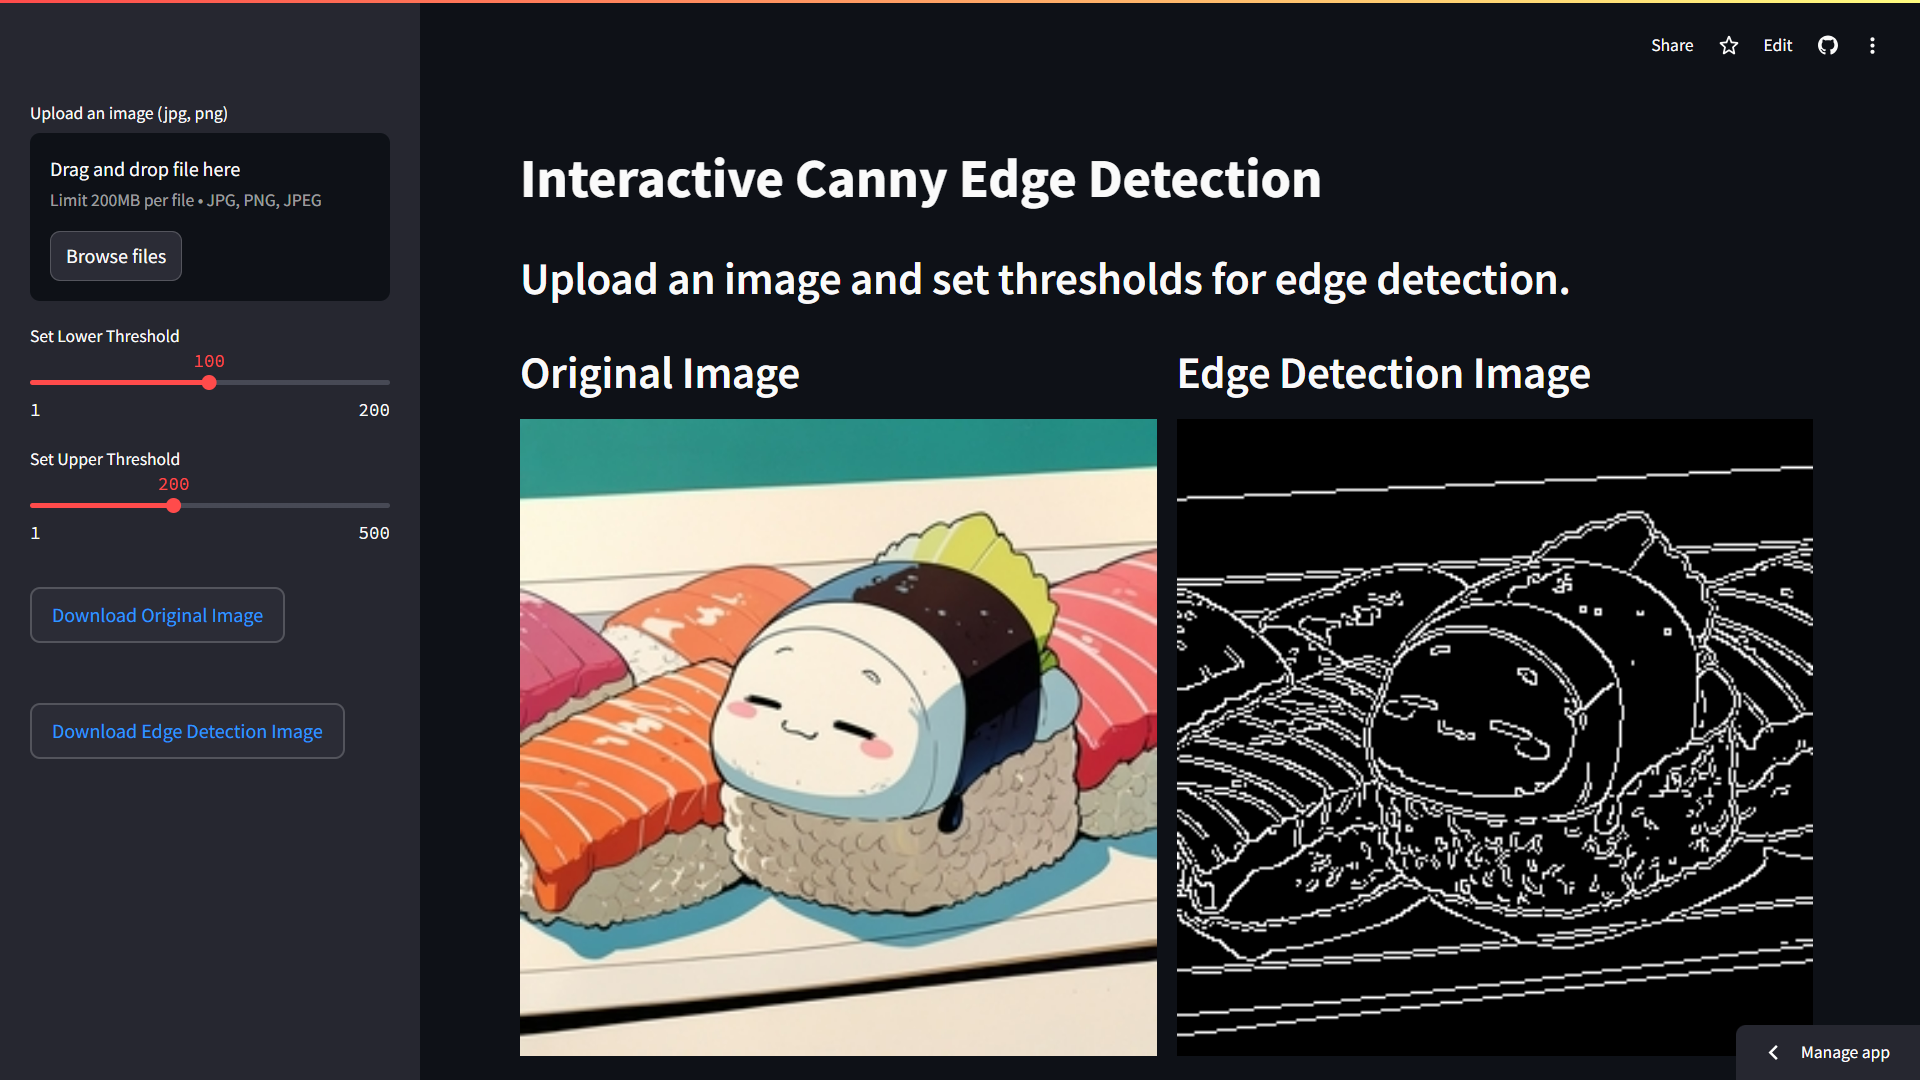 Share
Edit
Upload an image (jpg, png)
Drag and drop file here
Limit 200MB per file • JPG, PNG, JPEG
Browse files
Set Lower Threshold
100
1
200
Set Upper Threshold
200
1
500
Download Original Image
Download Edge Detection Image
Interactive Canny Edge Detection
Upload an image and set thresholds for edge detection.
Original Image
Edge Detection Image
Manage app